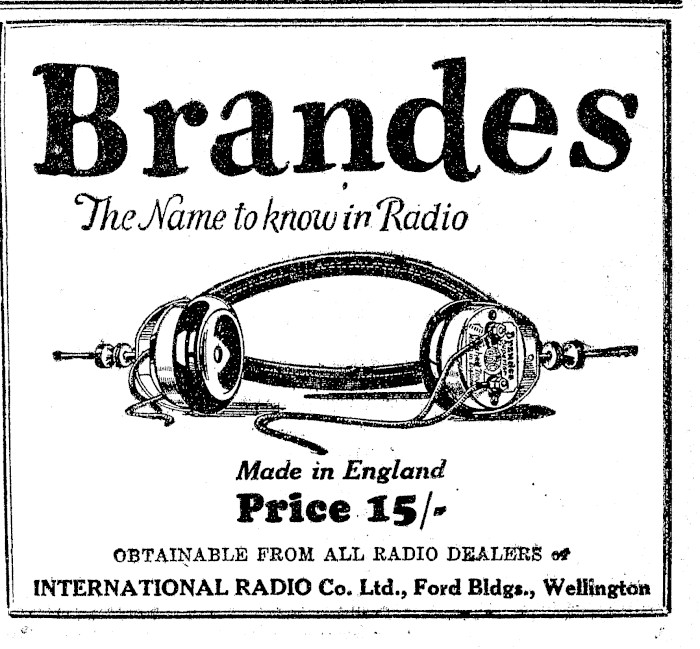 Brandes
The Name to know in Radio
Brandes
Made in England
Price 15/-
OBTAINABLE FROM ALL RADIO DEALERS or
INTERNATIONAL RADIO Co. Ltd., Ford Bldgs., Wellington